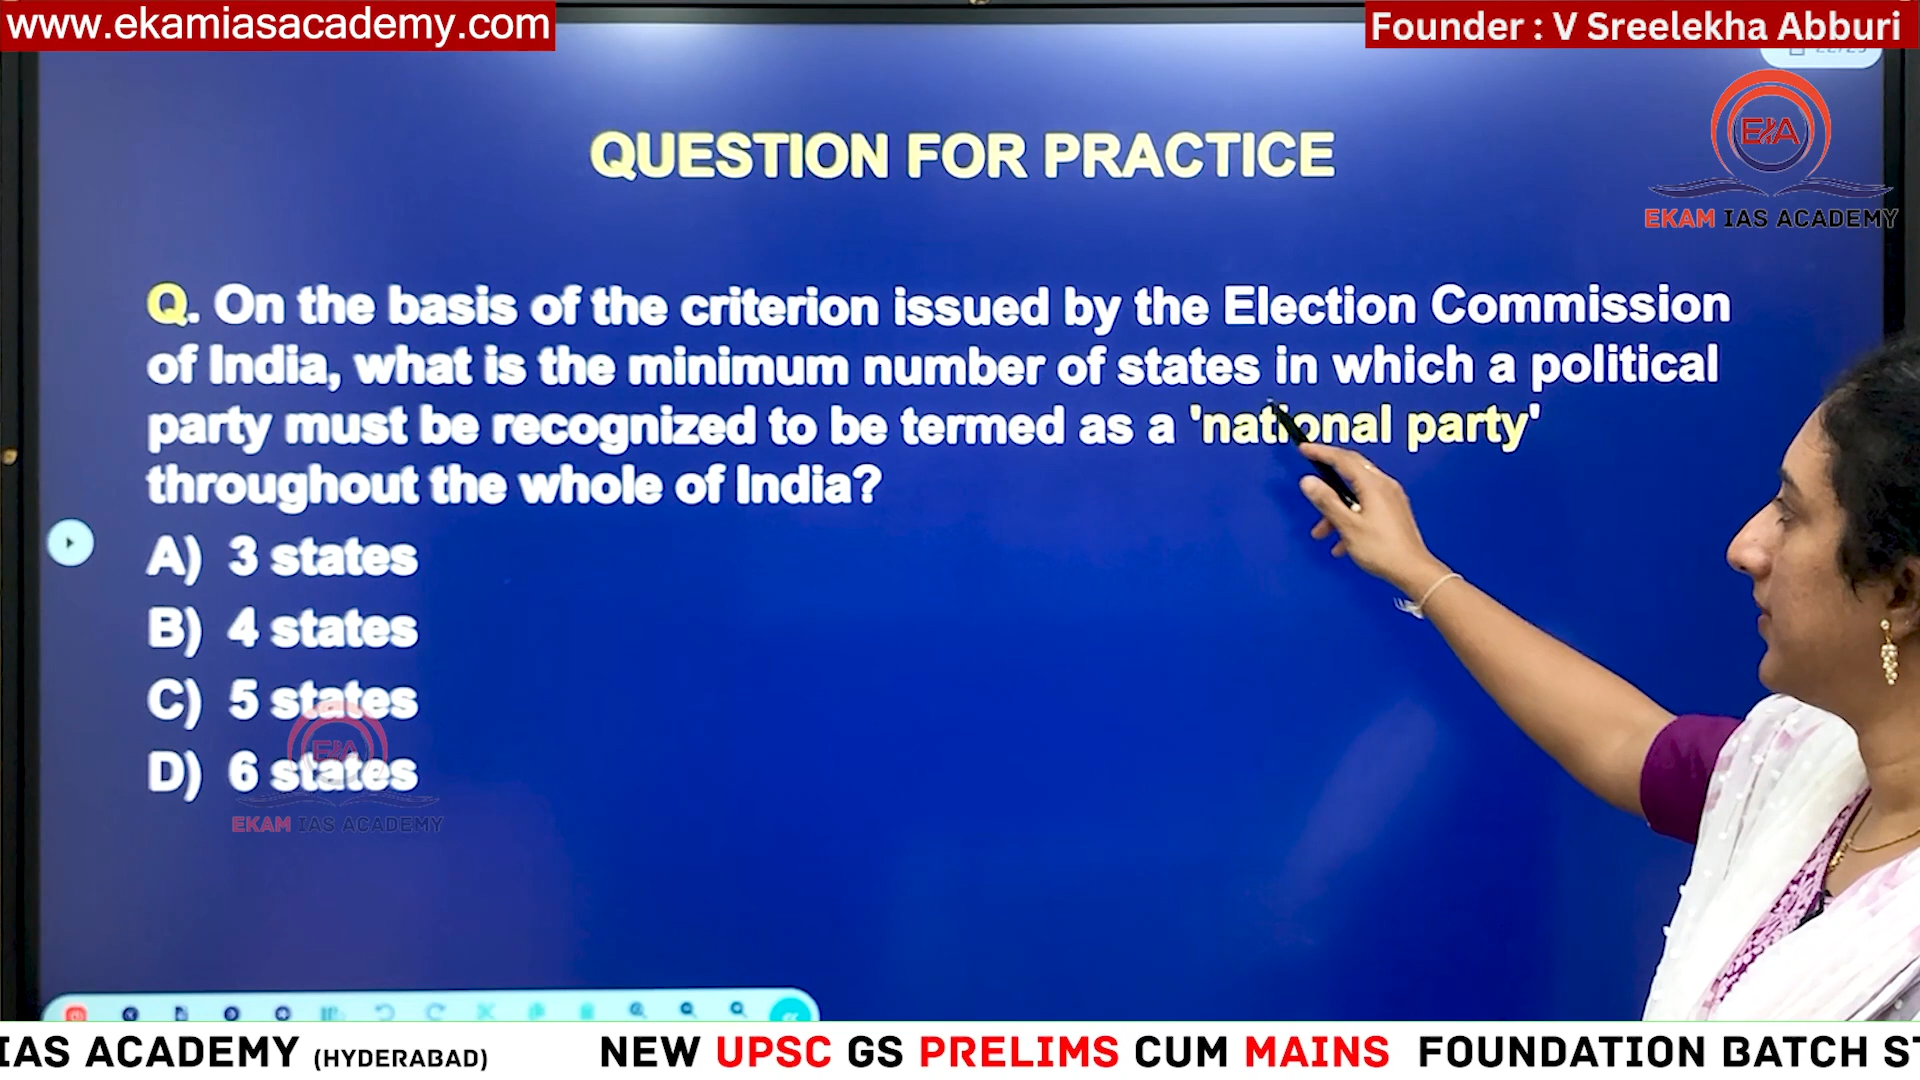 www.ekamiasacademy.com
Founder : V Sreelekha Abburi
EKAM IAS ACADEMY
QUESTION FOR PRACTICE
Q. On the basis of the criterion issued by the Election Commission
of India, what is the minimum number of states in which a political
party must be recognized to be termed as a 'national party'
throughout the whole of India?
A) 3 states
B) 4 states
C) 5 states
D) 6 states
EKAM IAS ACADEMY
IAS ACADEMY (HYDERABAD) NEW UPSC GS PRELIMS CUM MAINS FOUNDATION BATCH ST